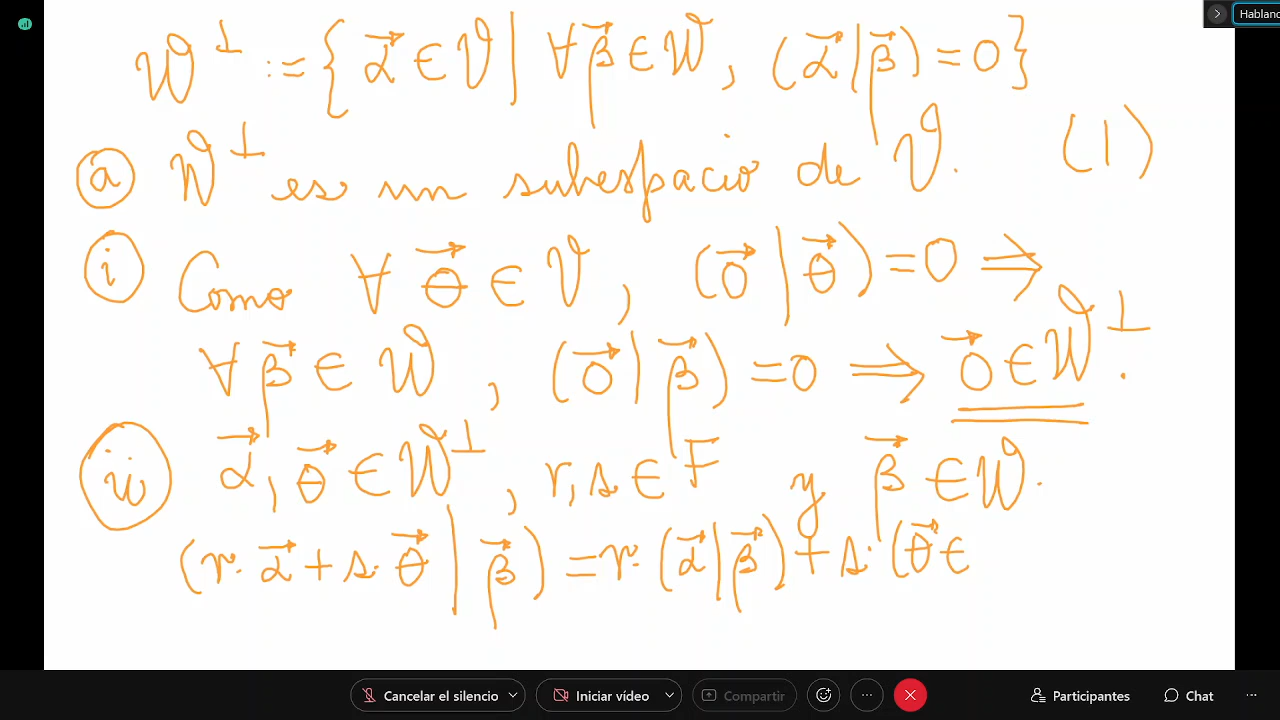 Hablando
𝒲^⊥ := { α⃗ ∈ 𝒱 | ∀ β⃗ ∈ 𝒲, (α⃗ | β⃗) = 0 }
(a) 𝒲^⊥ es un subespacio de 𝒱. (1)
(i) Como ∀ θ⃗ ∈ 𝒱, (0⃗ | θ⃗) = 0 ⇒
∀ β⃗ ∈ 𝒲, (0⃗ | β⃗) = 0 ⇒ 0⃗ ∈ 𝒲^⊥.
(ii) α⃗, θ⃗ ∈ 𝒲^⊥, r, s ∈ F y β⃗ ∈ 𝒲.
(r·α⃗ + s·θ⃗ | β⃗) = r·(α⃗ | β⃗) + s·(θ⃗ ∈
Cancelar el silencio Iniciar vídeo Compartir Participantes Chat